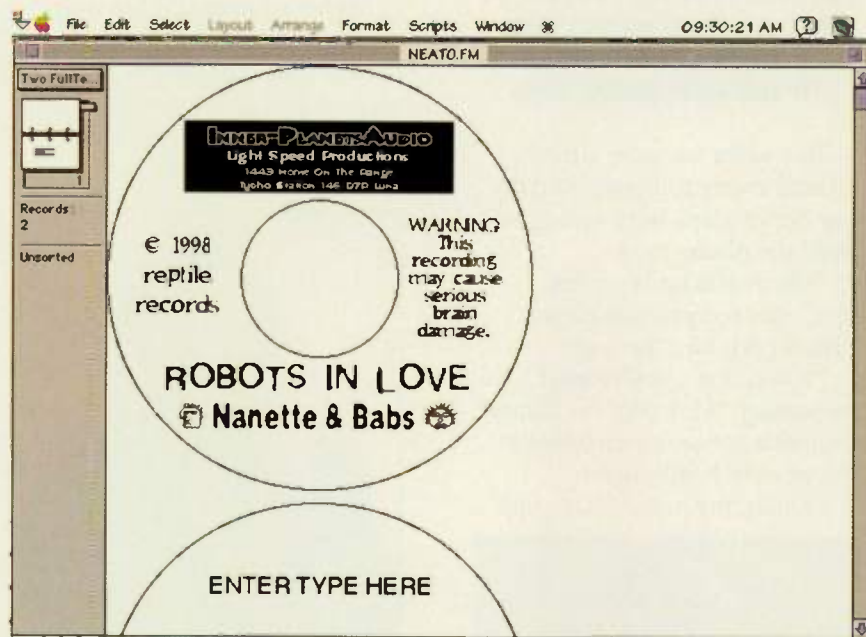 File Edit Select Layout Arrange Format Scripts Window 09:30:21 AM
NEATO.FM
Two FullTe...
1
Records:
2
Unsorted
INNER-PLANETS AUDIO
Light Speed Productions
1443 Home On The Range
Tycho Station 146 D7D Luna
© 1998
reptile
records
WARNING
This
recording
may cause
serious
brain
damage.
ROBOTS IN LOVE
Nanette & Babs
ENTER TYPE HERE